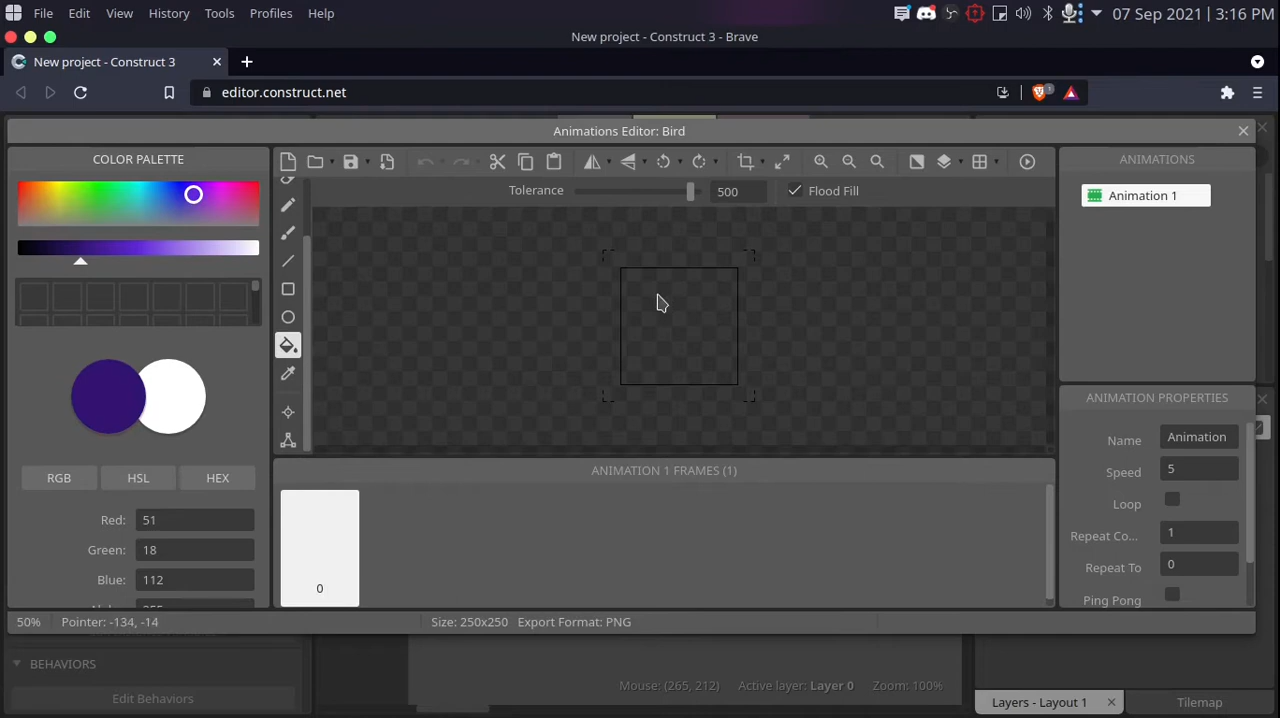 File Edit View History Tools Profiles Help 07 Sep 2021 | 3:16 PM
New project - Construct 3 - Brave
New project - Construct 3
editor.construct.net
Animations Editor: Bird
COLOR PALETTE
ANIMATIONS
Tolerance 500 Flood Fill
Animation 1
ANIMATION PROPERTIES
Name Animation
Speed 5
Loop
Repeat Co... 1
Repeat To 0
Ping Pong
RGB HSL HEX
Red: 51
Green: 18
Blue: 112
ANIMATION 1 FRAMES (1)
0
50% Pointer: -134, -14 Size: 250x250 Export Format: PNG
BEHAVIORS
Edit Behaviors
Mouse: (265, 212) Active layer: Layer 0 Zoom: 100%
Layers - Layout 1 Tilemap